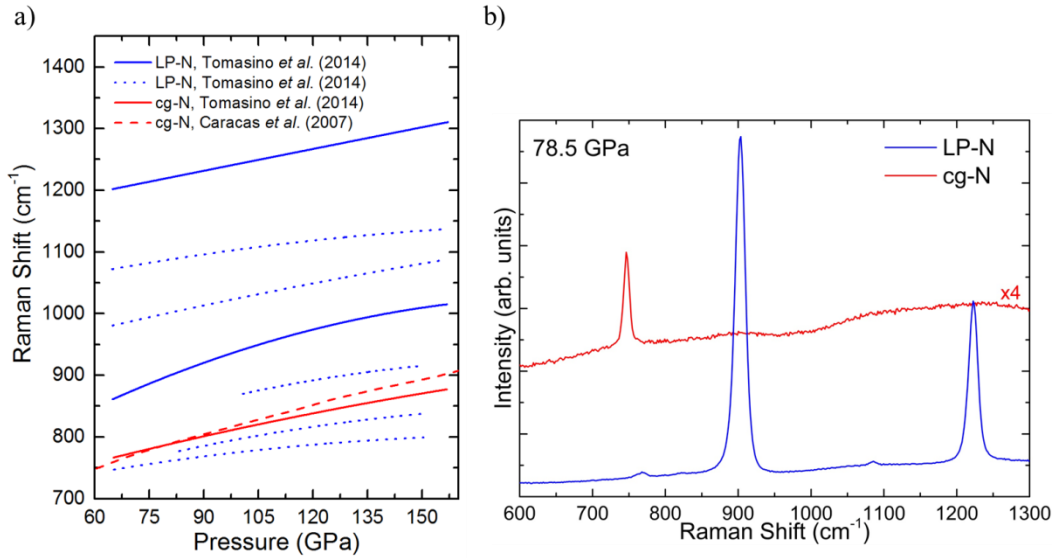 a)
1400
1300
1200
1100
1000
900
800
700
Raman Shift (cm-1)
LP-N, Tomasino et al. (2014)
LP-N, Tomasino et al. (2014)
cg-N, Tomasino et al. (2014)
cg-N, Caracas et al. (2007)
60 75 90 105 120 135 150
Pressure (GPa)
b)
78.5 GPa
LP-N
cg-N
x4
Intensity (arb. units)
600 700 800 900 1000 1100 1200 1300
Raman Shift (cm-1)